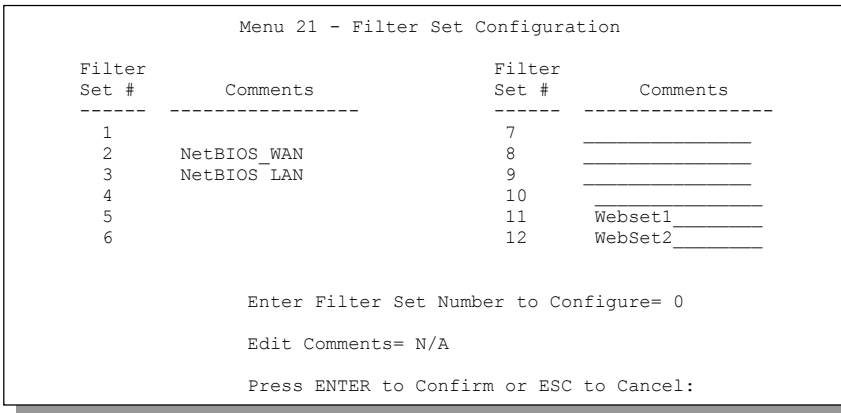 Menu 21 - Filter Set Configuration
Filter Filter
Set # Comments Set # Comments
------ ----------------- ------ -----------------
1 7 _______________
2 NetBIOS_WAN 8 _______________
3 NetBIOS LAN 9 _______________
4 10 _______________
5 11 Webset1________
6 12 WebSet2________
Enter Filter Set Number to Configure= 0
Edit Comments= N/A
Press ENTER to Confirm or ESC to Cancel: